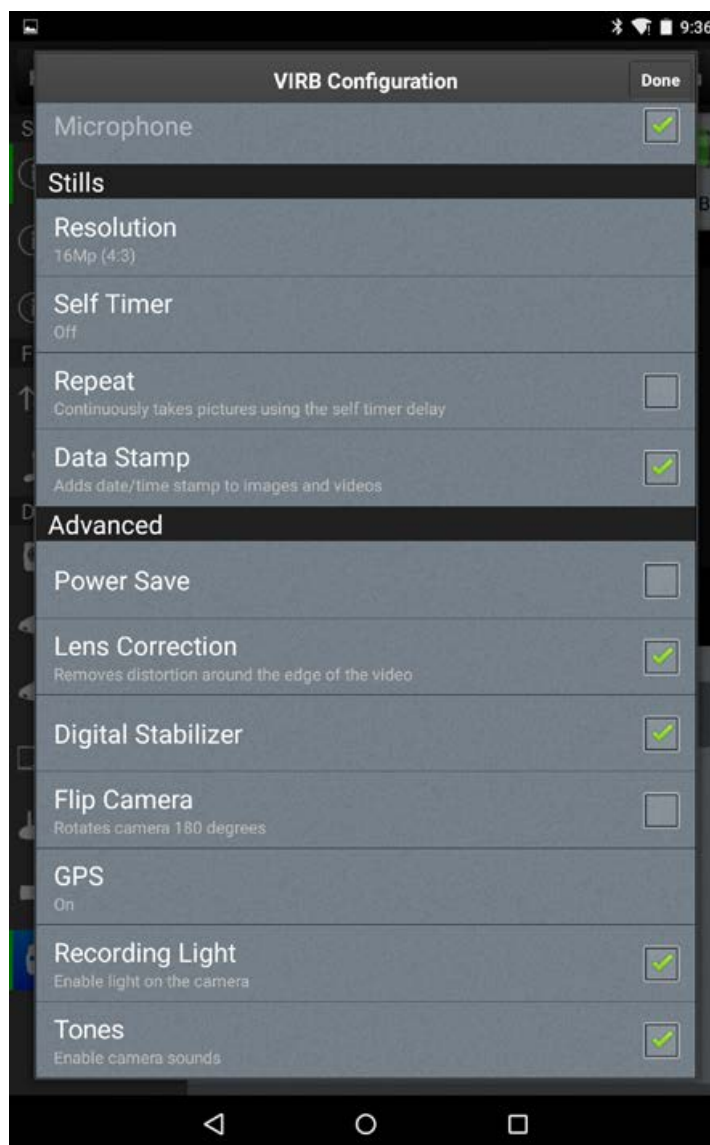 9:36
VIRB Configuration
Done
Microphone
Stills
Resolution
16Mp (4:3)
Self Timer
Off
Repeat
Continuously takes pictures using the self timer delay
Data Stamp
Adds date/time stamp to images and videos
Advanced
Power Save
Lens Correction
Removes distortion around the edge of the video
Digital Stabilizer
Flip Camera
Rotates camera 180 degrees
GPS
On
Recording Light
Enable light on the camera
Tones
Enable camera sounds